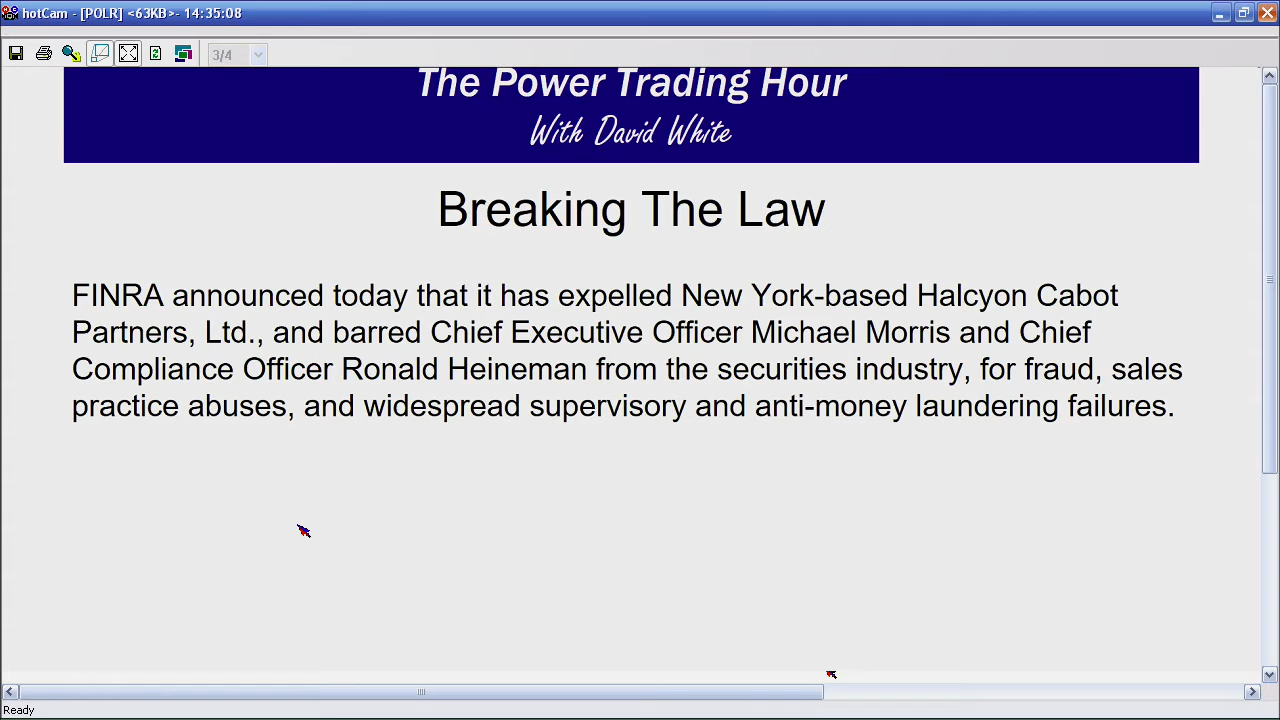 hotCam - [POLR] <63KB>- 14:35:08
3/4
The Power Trading Hour
With David White
Breaking The Law
FINRA announced today that it has expelled New York-based Halcyon Cabot
Partners, Ltd., and barred Chief Executive Officer Michael Morris and Chief
Compliance Officer Ronald Heineman from the securities industry, for fraud, sales
practice abuses, and widespread supervisory and anti-money laundering failures.
Ready